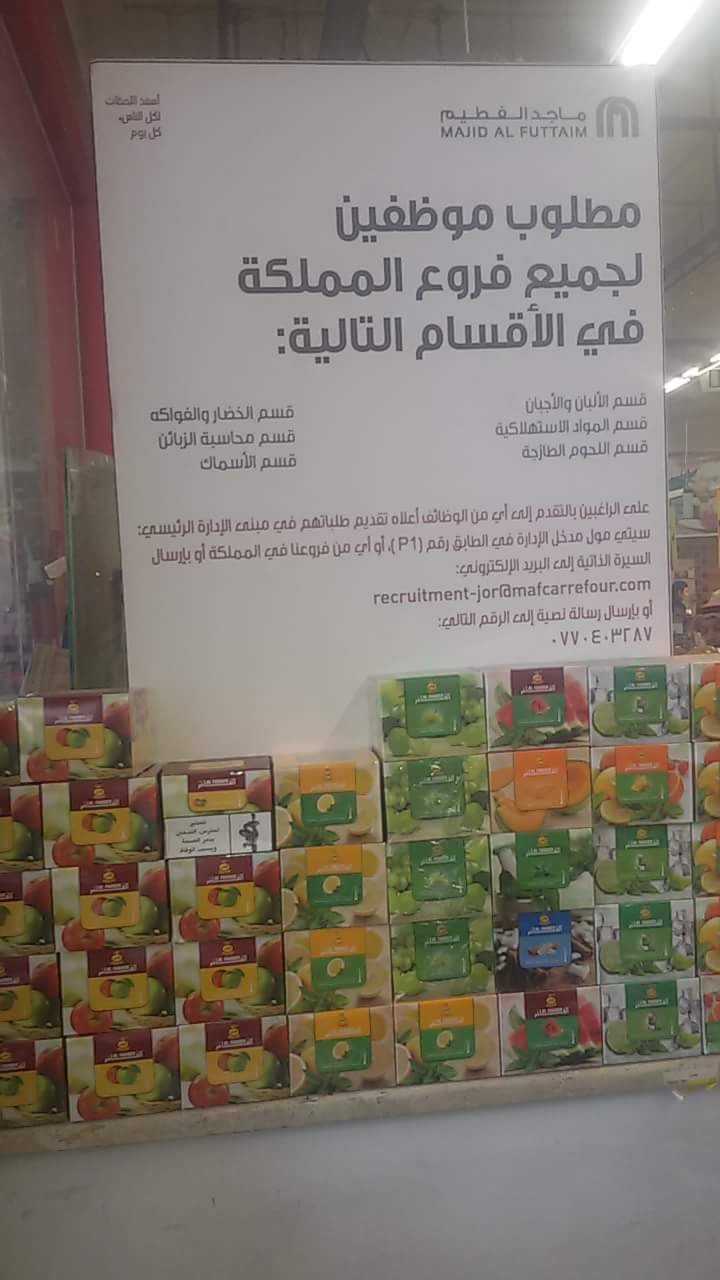 أسعد اللحظات
لكل الناس،
كل يوم
ماجد الفطيم
MAJID AL FUTTAIM
مطلوب موظفين
لجميع فروع المملكة
في الأقسام التالية:
قسم الألبان والأجبان
قسم المواد الاستهلاكية
قسم اللحوم الطازجة
قسم الخضار والفواكه
قسم محاسبة الزبائن
قسم الأسماك
على الراغبين بالتقدم إلى أي من الوظائف أعلاه تقديم طلباتهم في مبنى الإدارة الرئيسي:
سيتي مول مدخل الإدارة في الطابق رقم (P1)، أو أي من فروعنا في المملكة أو بإرسال
السيرة الذاتية إلى البريد الإلكتروني:
recruitment-jor@mafcarrefour.com
أو بإرسال رسالة نصية إلى الرقم التالي:
٠٧٧٠٤٠٣٢٨٧